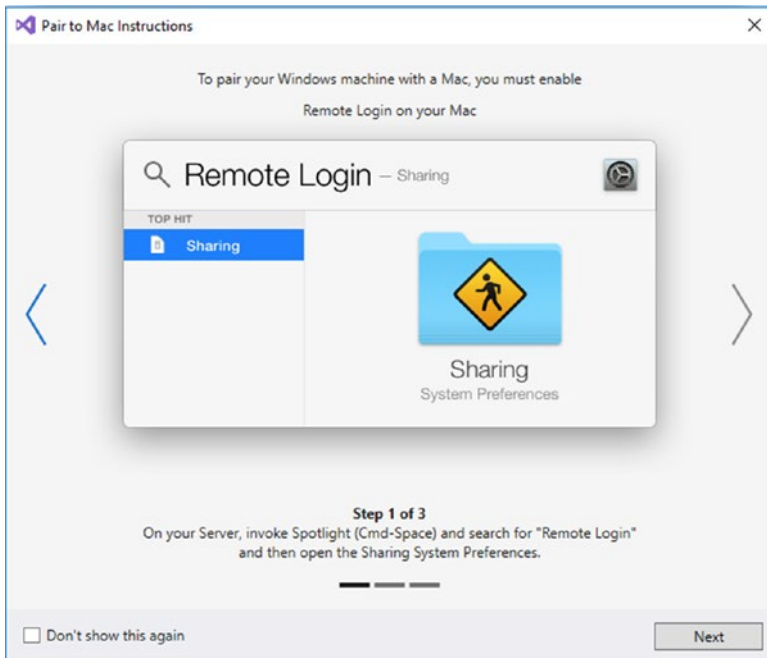 Pair to Mac Instructions
To pair your Windows machine with a Mac, you must enable
Remote Login on your Mac
Remote Login – Sharing
TOP HIT
Sharing
Sharing
System Preferences
Step 1 of 3
On your Server, invoke Spotlight (Cmd-Space) and search for "Remote Login"
and then open the Sharing System Preferences.
Don't show this again
Next